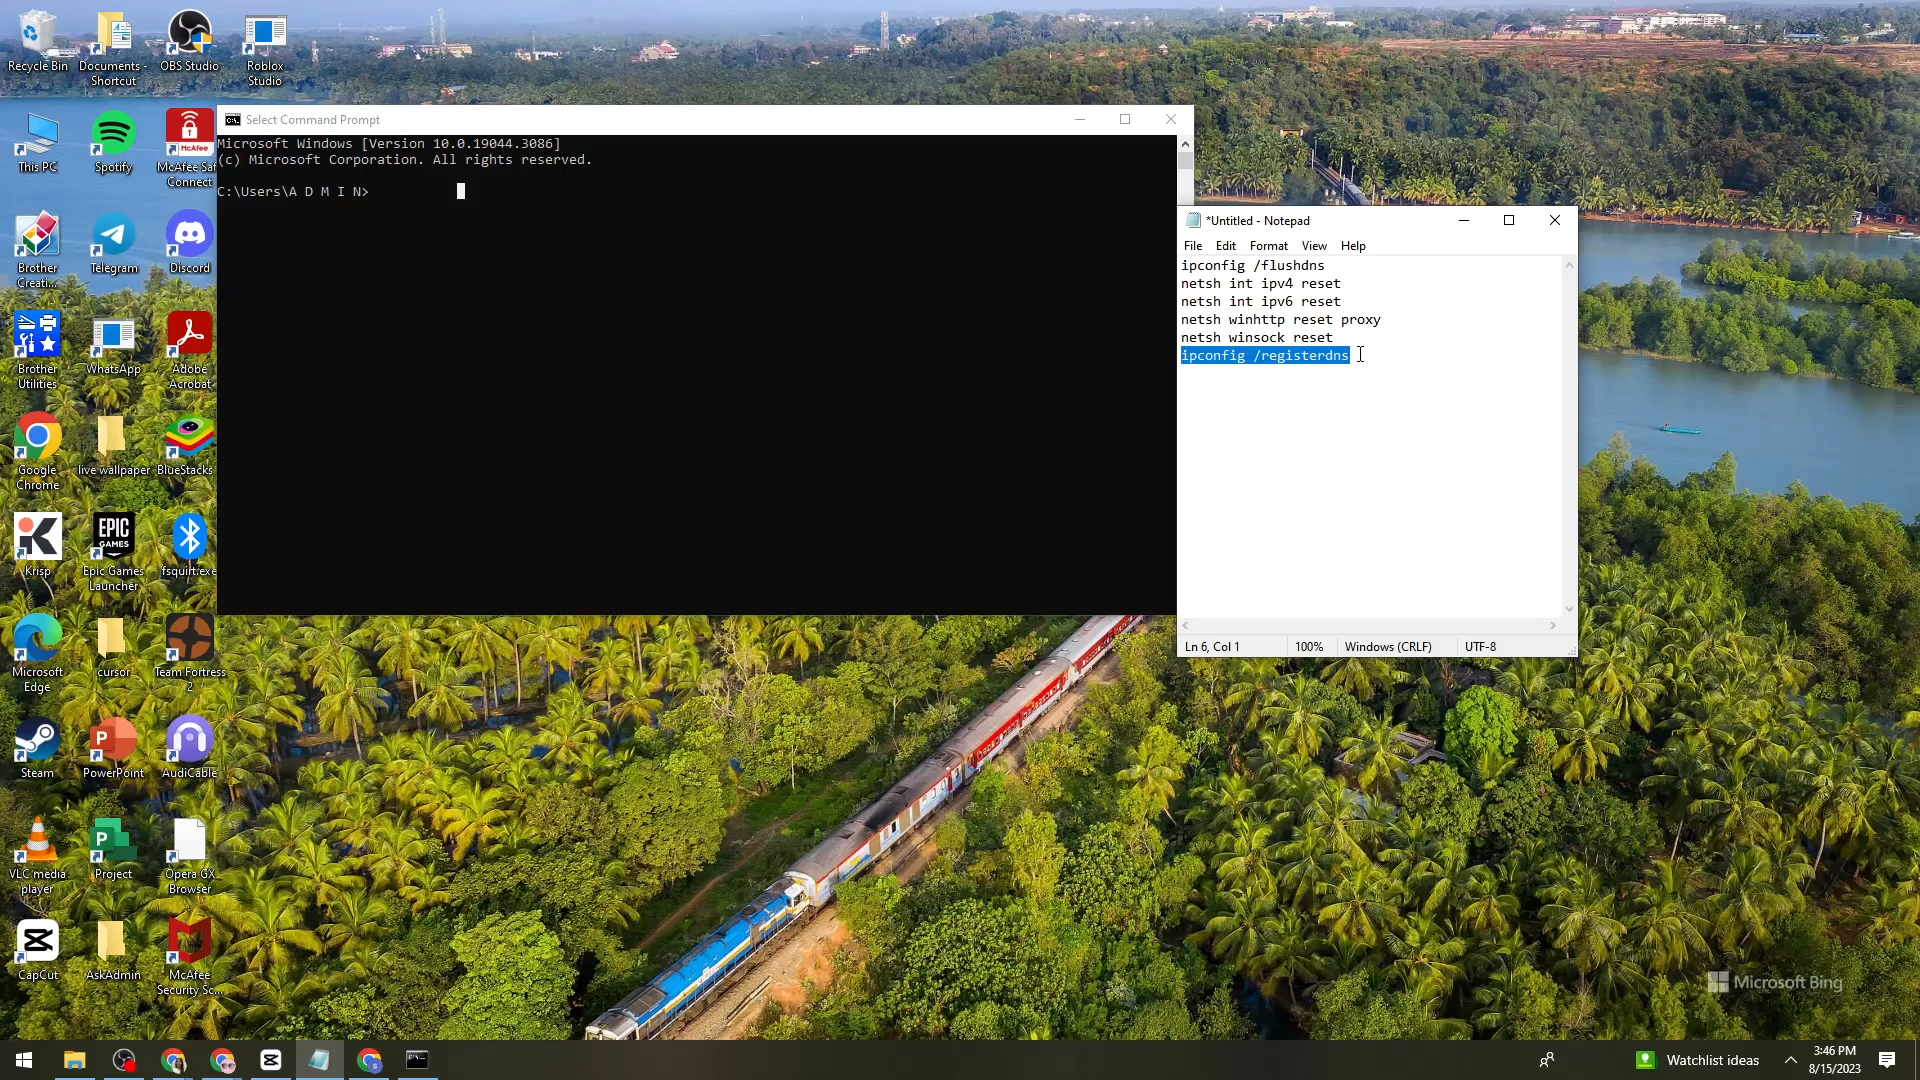 Recycle Bin
Documents - Shortcut
OBS Studio
Roblox Studio
This PC
Spotify
McAfee
McAfee Saf
Connect
Brother Creati...
Telegram
Discord
Brother Utilities
WhatsApp
Adobe Acrobat
Google Chrome
live wallpaper
BlueStacks
Krisp
EPIC GAMES
Epic Games Launcher
fsquirt.exe
Microsoft Edge
cursor
Team Fortress 2
Steam
PowerPoint
AudiCable
VLC media player
Project
Opera GX Browser
CapCut
AskAdmin
McAfee Security Sc...
Select Command Prompt
Microsoft Windows [Version 10.0.19044.3086]
(c) Microsoft Corporation. All rights reserved.
C:\Users\A D M I N>
*Untitled - Notepad
File Edit Format View Help
ipconfig /flushdns
netsh int ipv4 reset
netsh int ipv6 reset
netsh winhttp reset proxy
netsh winsock reset
ipconfig /registerdns
Ln 6, Col 1 100% Windows (CRLF) UTF-8
Microsoft Bing
Watchlist ideas
3:46 PM
8/15/2023